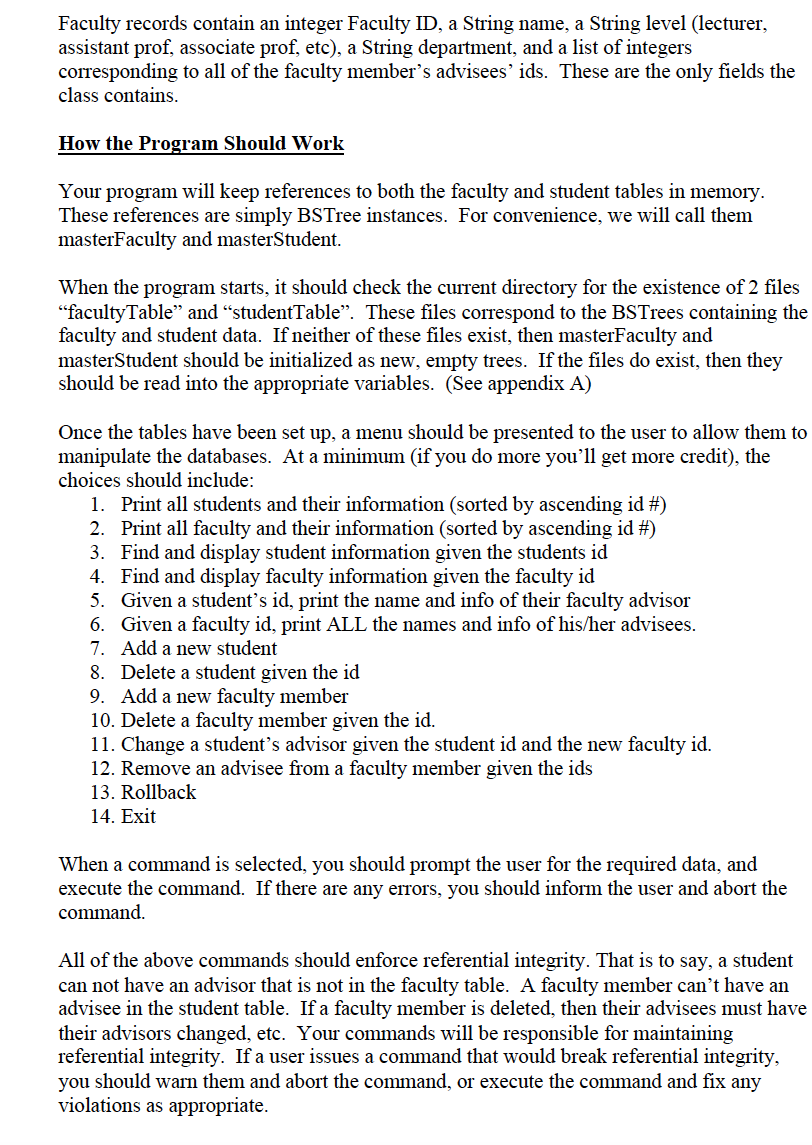 Faculty records contain an integer Faculty ID, a String name, a String level (lecturer,
assistant prof, associate prof, etc), a String department, and a list of integers
corresponding to all of the faculty member's advisees' ids.  These are the only fields the
class contains.
How the Program Should Work
Your program will keep references to both the faculty and student tables in memory.
These references are simply BSTree instances.  For convenience, we will call them
masterFaculty and masterStudent.
When the program starts, it should check the current directory for the existence of 2 files
“facultyTable” and “studentTable”.  These files correspond to the BSTrees containing the
faculty and student data.  If neither of these files exist, then masterFaculty and
masterStudent should be initialized as new, empty trees.  If the files do exist, then they
should be read into the appropriate variables.  (See appendix A)
Once the tables have been set up, a menu should be presented to the user to allow them to
manipulate the databases.  At a minimum (if you do more you'll get more credit), the
choices should include:
1. Print all students and their information (sorted by ascending id #)
2. Print all faculty and their information (sorted by ascending id #)
3. Find and display student information given the students id
4. Find and display faculty information given the faculty id
5. Given a student's id, print the name and info of their faculty advisor
6. Given a faculty id, print ALL the names and info of his/her advisees.
7. Add a new student
8. Delete a student given the id
9. Add a new faculty member
10. Delete a faculty member given the id.
11. Change a student's advisor given the student id and the new faculty id.
12. Remove an advisee from a faculty member given the ids
13. Rollback
14. Exit
When a command is selected, you should prompt the user for the required data, and
execute the command.  If there are any errors, you should inform the user and abort the
command.
All of the above commands should enforce referential integrity. That is to say, a student
can not have an advisor that is not in the faculty table.  A faculty member can't have an
advisee in the student table.  If a faculty member is deleted, then their advisees must have
their advisors changed, etc.  Your commands will be responsible for maintaining
referential integrity.  If a user issues a command that would break referential integrity,
you should warn them and abort the command, or execute the command and fix any
violations as appropriate.